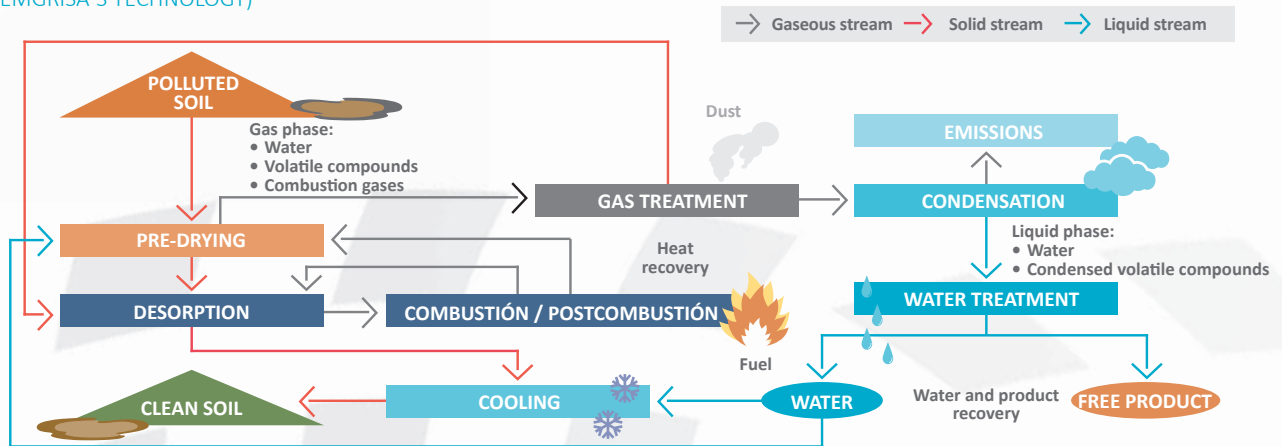 EMGRISA'S TECHNOLOGY)
Gaseous stream
Solid stream
Liquid stream
POLLUTED
SOIL
Gas phase:
• Water
• Volatile compounds
• Combustion gases
Dust
EMISSIONS
GAS TREATMENT
CONDENSATION
PRE-DRYING
Heat
recovery
Liquid phase:
• Water
• Condensed volatile compounds
DESORPTION
COMBUSTIÓN / POSTCOMBUSTIÓN
WATER TREATMENT
Fuel
CLEAN SOIL
COOLING
WATER
Water and product
recovery
FREE PRODUCT